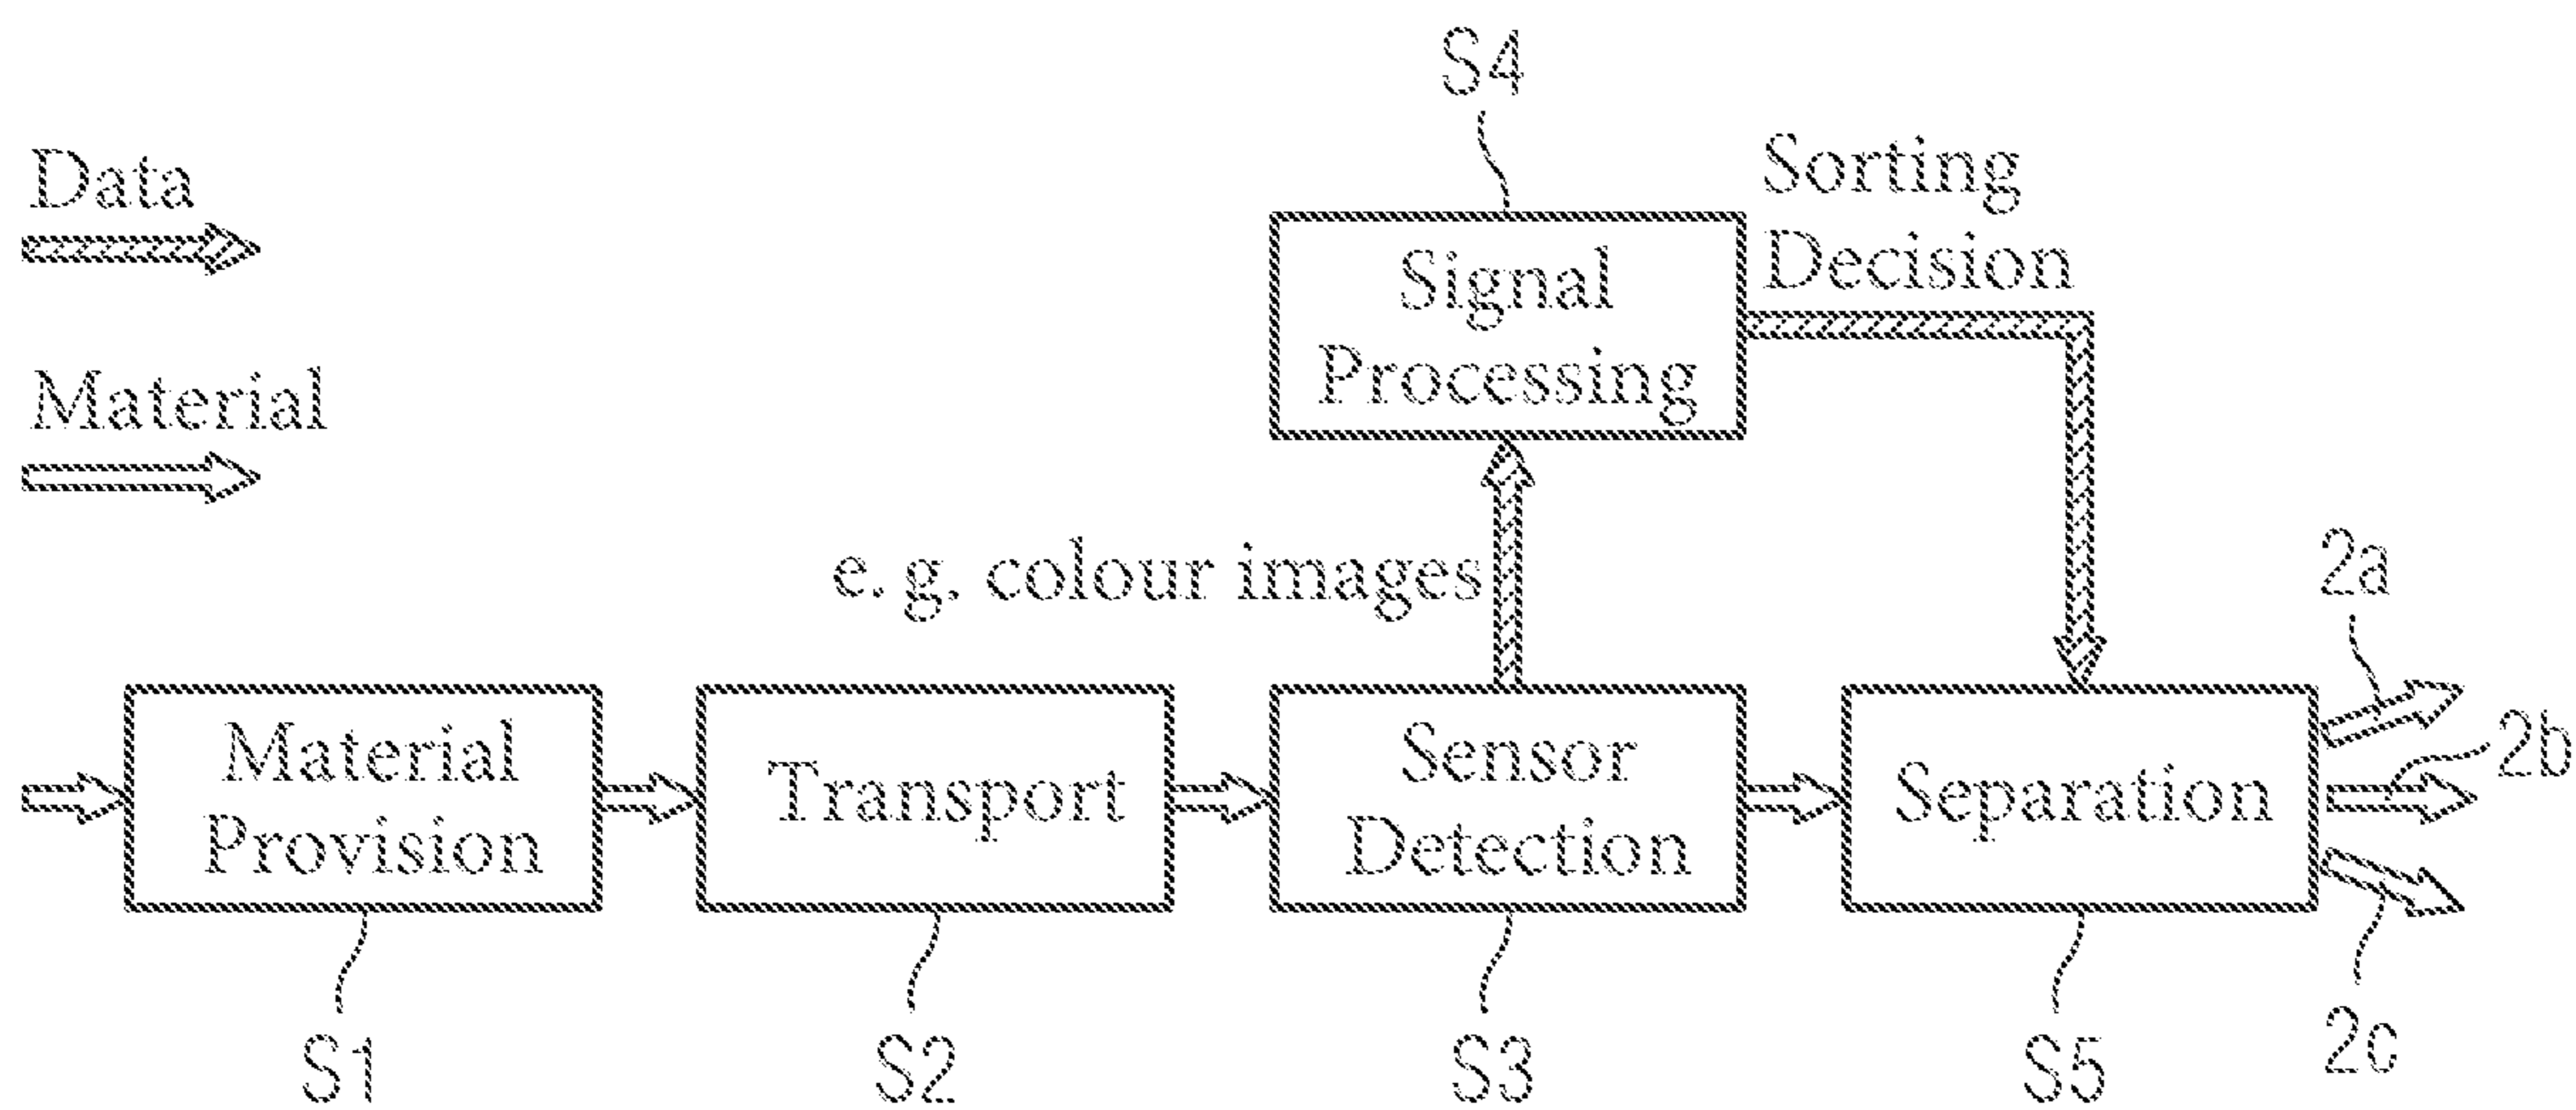 S4
Data
Sorting
Decision
Signal
Processing
Material
e. g. colour images
2a
2b
Material
Provision
Transport
Sensor
Detection
Separation
S1
S2
S3
S5
2c